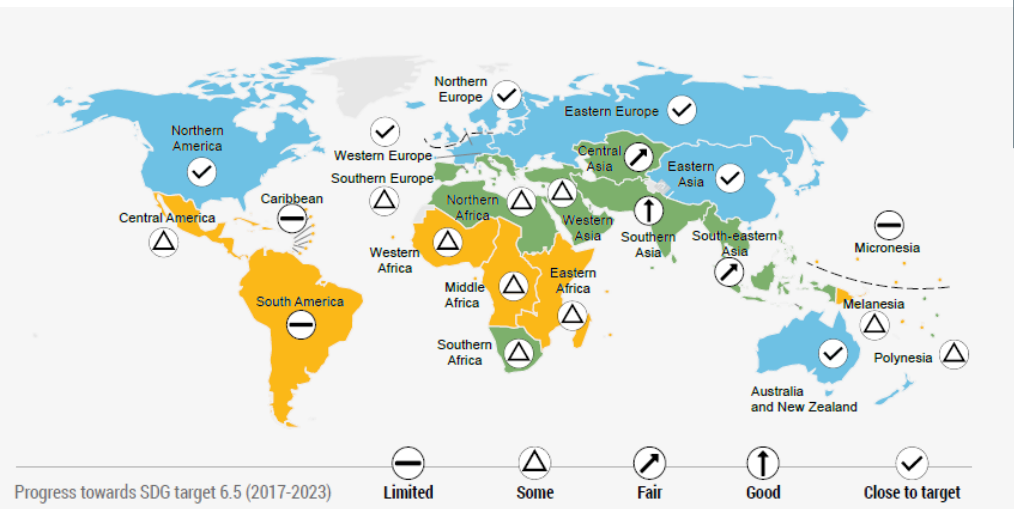 Northern
Europe
Eastern Europe
Northern
America
Western Europe
Central
Asia
Eastern
Asia
Southern Europe
Caribbean
Northern
Africa
Central America
Western
Asia
Southern
Asia
South-eastern
Asia
Micronesia
Western
Africa
Eastern
Africa
Middle
Africa
South America
Melanesia
Southern
Africa
Polynesia
Australia
and New Zealand
Progress towards SDG target 6.5 (2017-2023)
Limited
Some
Fair
Good
Close to target